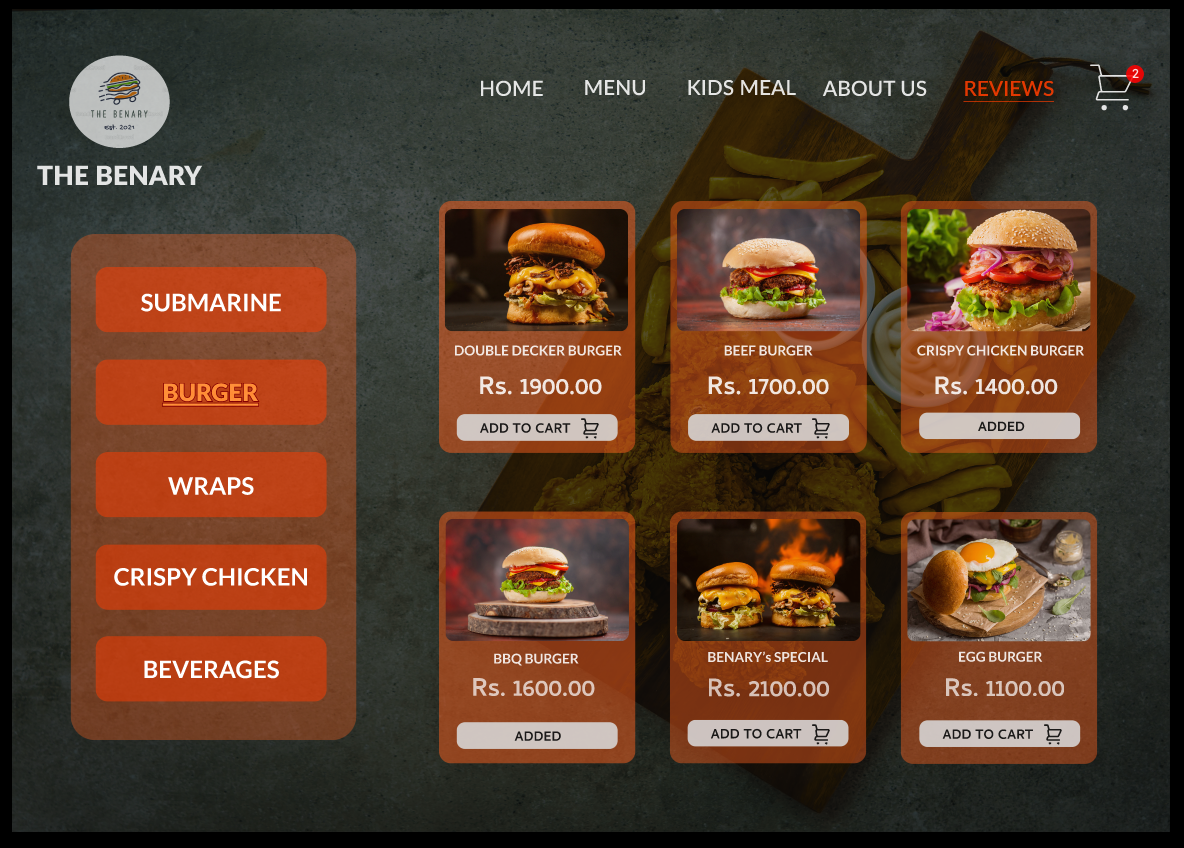 HOME MENU KIDS MEAL ABOUT US REVIEWS 2
THE BENARY
est. 2021
THE BENARY
SUBMARINE
BURGER
WRAPS
CRISPY CHICKEN
BEVERAGES
DOUBLE DECKER BURGER
Rs. 1900.00
ADD TO CART
BEEF BURGER
Rs. 1700.00
ADD TO CART
CRISPY CHICKEN BURGER
Rs. 1400.00
ADDED
BBQ BURGER
Rs. 1600.00
ADDED
BENARY's SPECIAL
Rs. 2100.00
ADD TO CART
EGG BURGER
Rs. 1100.00
ADD TO CART